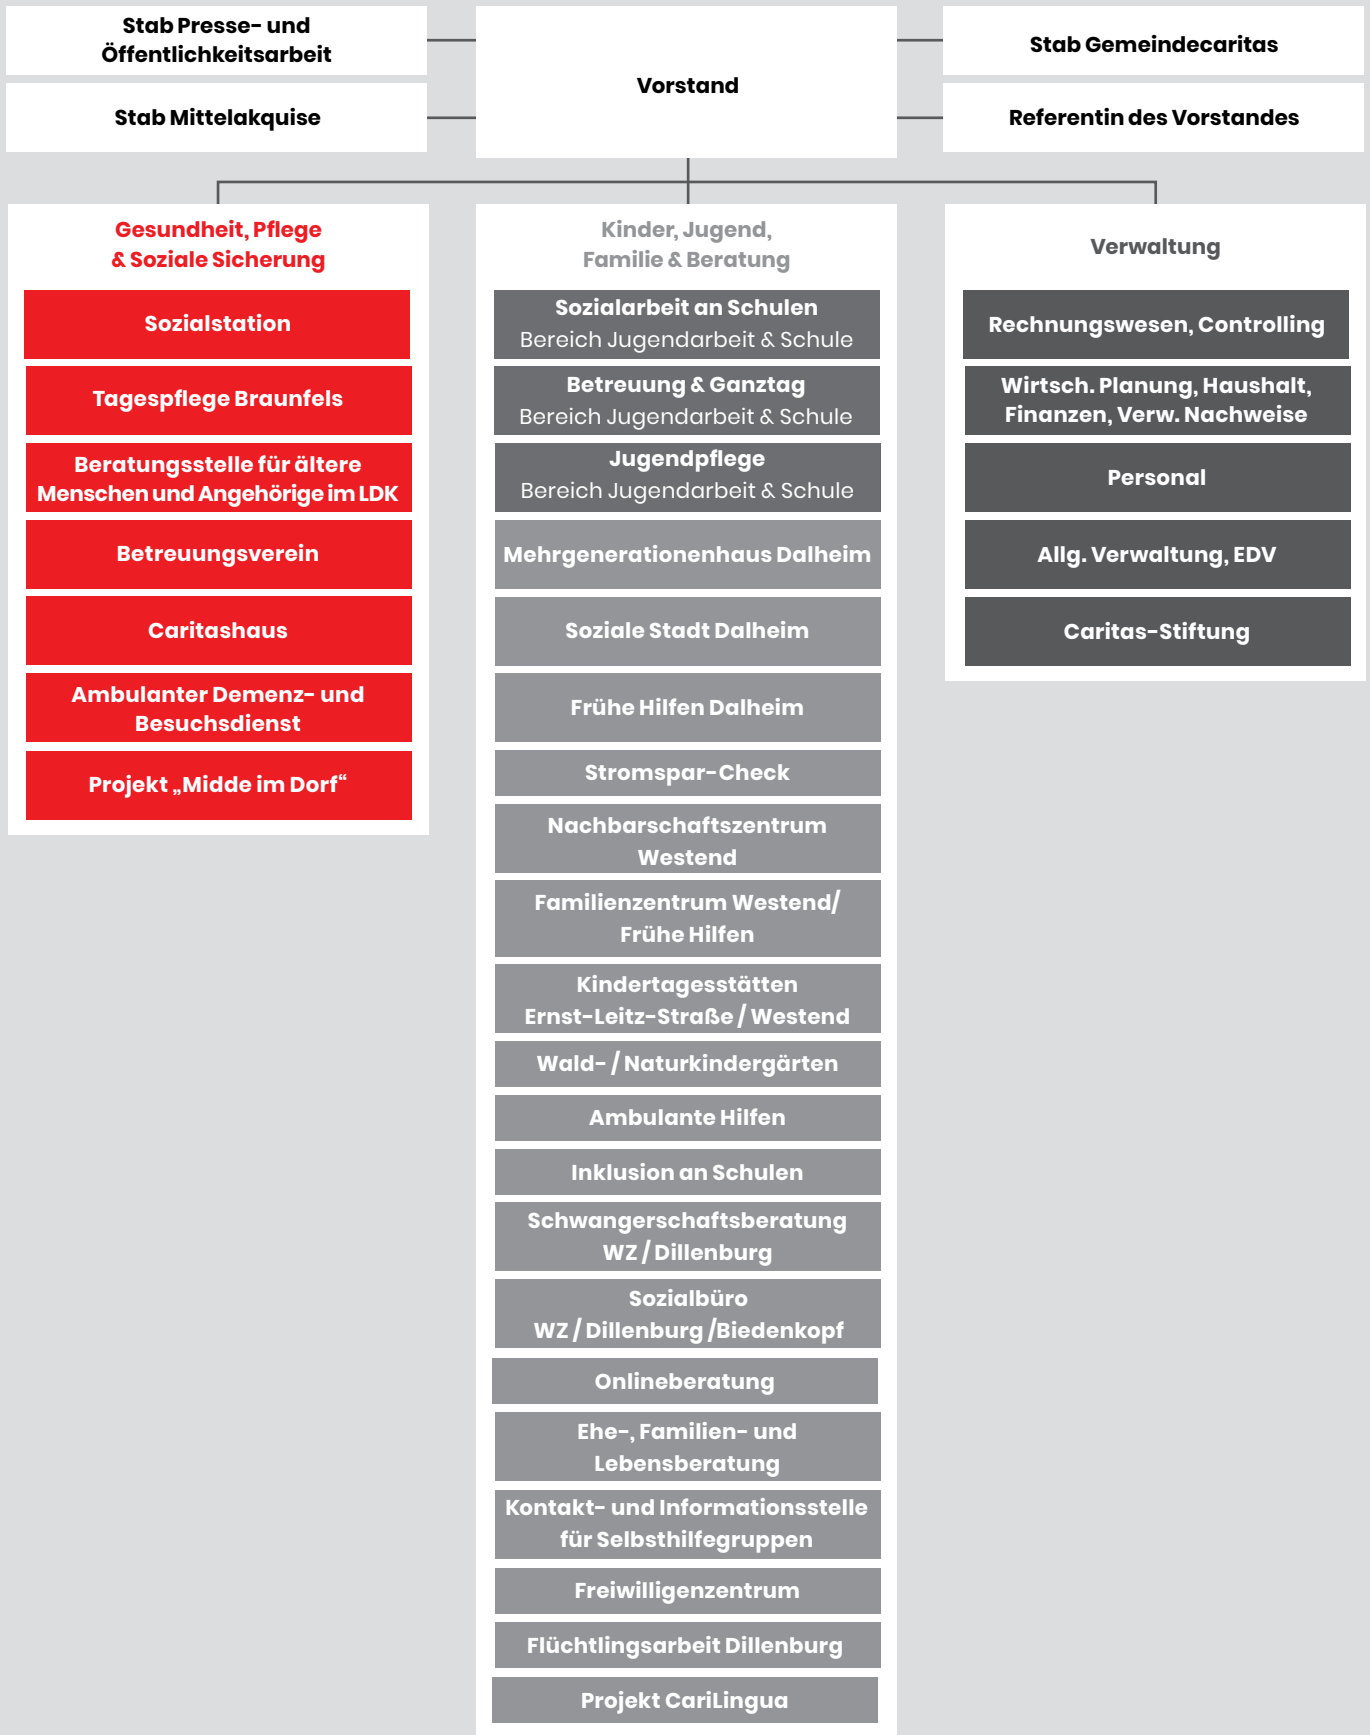 Stab Presse- und
Öffentlichkeitsarbeit
Stab Mittelakquise
Vorstand
Stab Gemeindecaritas
Referentin des Vorstandes
Gesundheit, Pflege
& Soziale Sicherung
Sozialstation
Tagespflege Braunfels
Beratungsstelle für ältere
Menschen und Angehörige im LDK
Betreuungsverein
Caritashaus
Ambulanter Demenz- und
Besuchsdienst
Projekt „Midde im Dorf“
Kinder, Jugend,
Familie & Beratung
Sozialarbeit an Schulen
Bereich Jugendarbeit & Schule
Betreuung & Ganztag
Bereich Jugendarbeit & Schule
Jugendpflege
Bereich Jugendarbeit & Schule
Mehrgenerationenhaus Dalheim
Soziale Stadt Dalheim
Frühe Hilfen Dalheim
Stromspar-Check
Nachbarschaftszentrum
Westend
Familienzentrum Westend/
Frühe Hilfen
Kindertagesstätten
Ernst-Leitz-Straße / Westend
Wald- / Naturkindergärten
Ambulante Hilfen
Inklusion an Schulen
Schwangerschaftsberatung
WZ / Dillenburg
Sozialbüro
WZ / Dillenburg /Biedenkopf
Onlineberatung
Ehe-, Familien- und
Lebensberatung
Kontakt- und Informationsstelle
für Selbsthilfegruppen
Freiwilligenzentrum
Flüchtlingsarbeit Dillenburg
Projekt CariLingua
Verwaltung
Rechnungswesen, Controlling
Wirtsch. Planung, Haushalt,
Finanzen, Verw. Nachweise
Personal
Allg. Verwaltung, EDV
Caritas-Stiftung